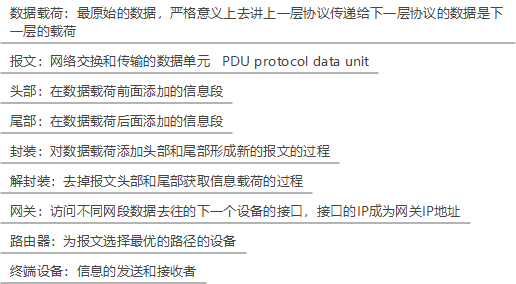 数据载荷：最原始的数据，严格意义上去讲上一层协议传递给下一层协议的数据是下
一层的载荷
报文：网络交换和传输的数据单元   PDU protocol data unit
头部：在数据载荷前面添加的信息段
尾部：在数据载荷后面添加的信息段
封装：对数据载荷添加头部和尾部形成新的报文的过程
解封装：去掉报文头部和尾部获取信息载荷的过程
网关：访问不同网段数据去往的下一个设备的接口，接口的IP成为网关IP地址
路由器：为报文选择最优的路径的设备
终端设备：信息的发送和接收者